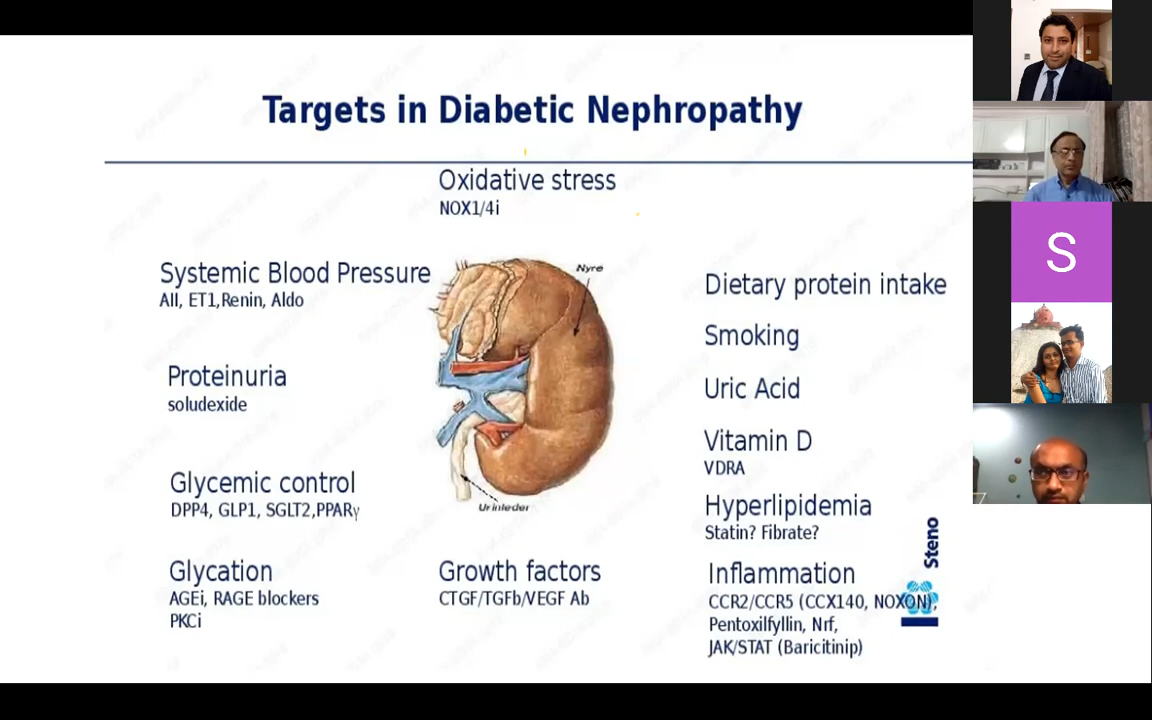 Targets in Diabetic Nephropathy
Oxidative stress
NOX1/4i
Systemic Blood Pressure
AII, ET1,Renin, Aldo
Proteinuria
soludexide
Glycemic control
DPP4, GLP1, SGLT2,PPARγ
Glycation
AGEi, RAGE blockers
PKCi
Nyre
Urinleder
Growth factors
CTGF/TGFb/VEGF Ab
Dietary protein intake
Smoking
Uric Acid
Vitamin D
VDRA
Hyperlipidemia
Statin? Fibrate?
Inflammation
CCR2/CCR5 (CCX140, NOXON),
Pentoxilfyllin, Nrf,
JAK/STAT (Baricitinip)
Steno
S